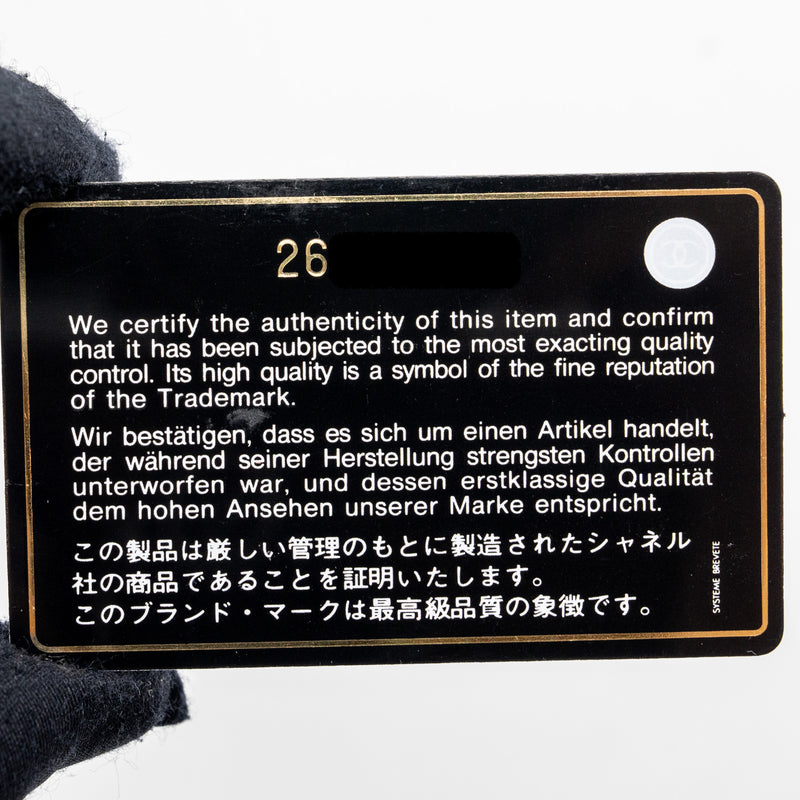 26
We certify the authenticity of this item and confirm
that it has been subjected to the most exacting quality
control. Its high quality is a symbol of the fine reputation
of the Trademark.
Wir bestätigen, dass es sich um einen Artikel handelt,
der während seiner Herstellung strengsten Kontrollen
unterworfen war, und dessen erstklassige Qualität
dem hohen Ansehen unserer Marke entspricht.
この製品は厳しい管理のもとに製造されたシャネル
社の商品であることを証明いたします。
このブランド・マークは最高級品質の象徴です。
SYSTEME BREVETE